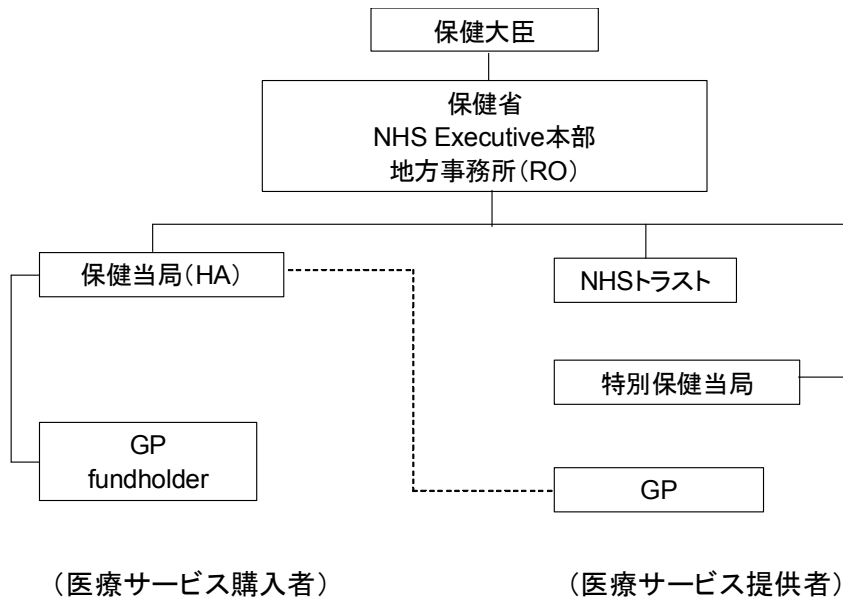 保健大臣
保健省
NHS Executive本部
地方事務所(RO)
保健当局(HA)
NHSトラスト
特別保健当局
GP
fundholder
GP
(医療サービス購入者)
(医療サービス提供者)